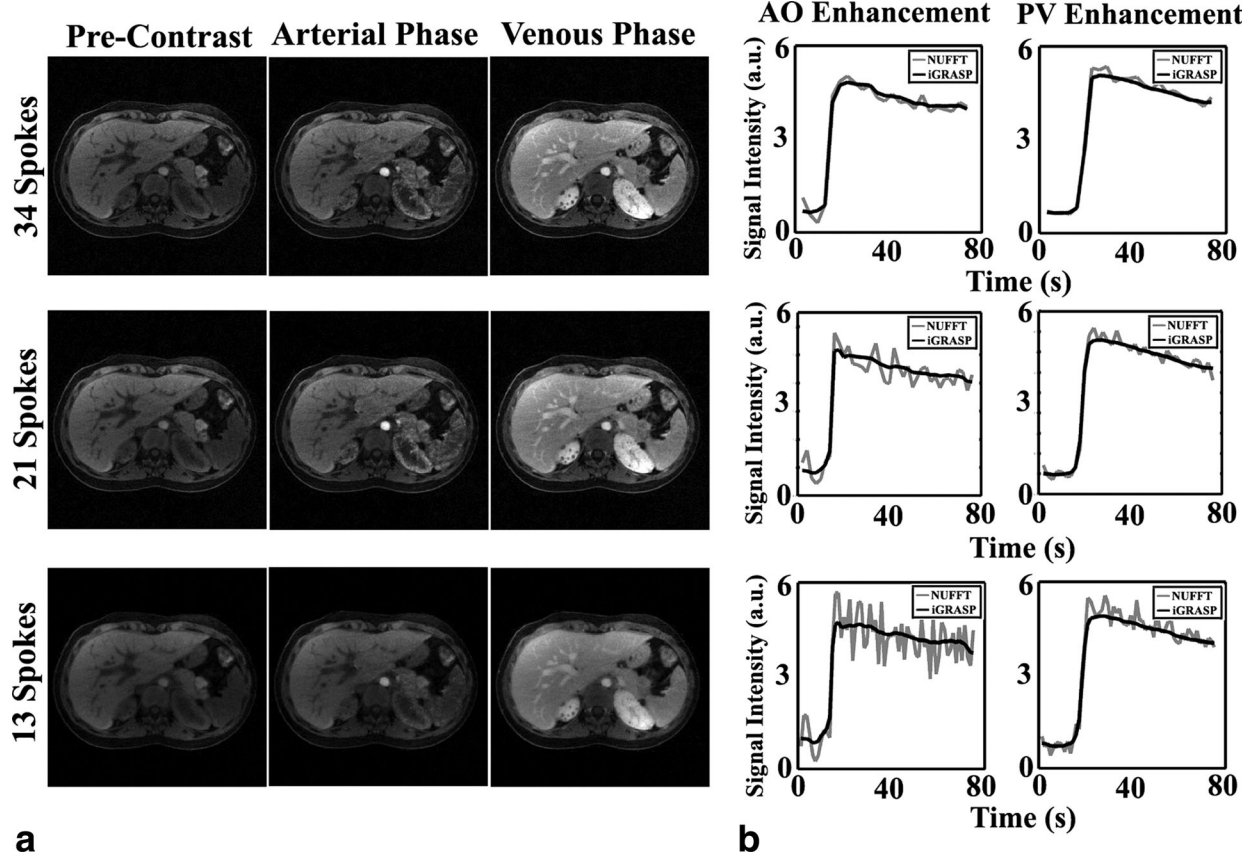 Pre-Contrast Arterial Phase Venous Phase
34 Spokes
21 Spokes
13 Spokes
a
AO Enhancement PV Enhancement
Signal Intensity (a.u.)
6
3
0
NUFFT
iGRASP
0 40 80
6
3
0
NUFFT
iGRASP
0 40 80
Time (s)
Signal Intensity (a.u.)
6
3
0
NUFFT
iGRASP
0 40 80
6
3
0
NUFFT
iGRASP
0 40 80
Time (s)
Signal Intensity (a.u.)
6
3
0
NUFFT
iGRASP
0 40 80
6
3
0
NUFFT
iGRASP
0 40 80
Time (s)
b